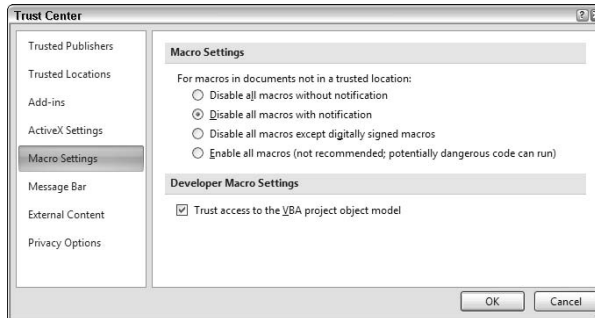 Trust Center
Trusted Publishers
Trusted Locations
Add-ins
ActiveX Settings
Macro Settings
Message Bar
External Content
Privacy Options
Macro Settings
For macros in documents not in a trusted location:
Disable all macros without notification
Disable all macros with notification
Disable all macros except digitally signed macros
Enable all macros (not recommended; potentially dangerous code can run)
Developer Macro Settings
Trust access to the VBA project object model
OK Cancel